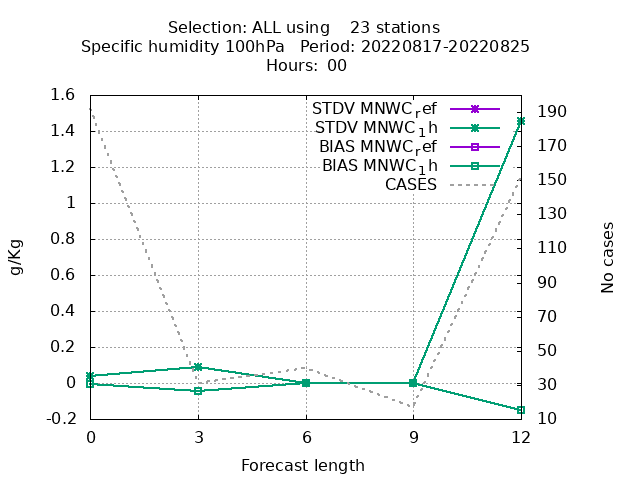 Selection: ALL using    23 stations
Specific humidity 100hPa   Period: 20220817-20220825
Hours: 00
STDV MNWC_ref
STDV MNWC_1h
BIAS MNWC_ref
BIAS MNWC_1h
CASES
1.6
1.4
1.2
1
0.8
0.6
0.4
0.2
0
-0.2
g/Kg
190
170
150
130
110
90
70
50
30
10
No cases
0 3 6 9 12
Forecast length